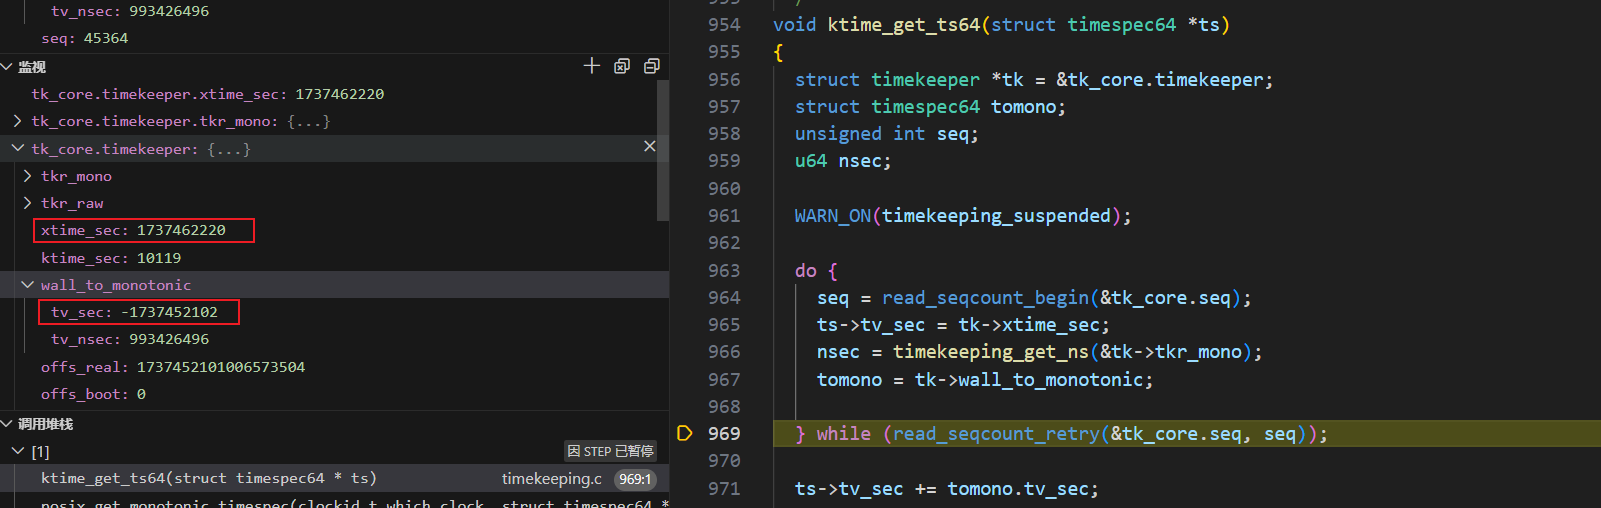 tv_nsec: 993426496
seq: 45364
监视
tk_core.timekeeper.xtime_sec: 1737462220
tk_core.timekeeper.tkr_mono: {...}
tk_core.timekeeper: {...}
tkr_mono
tkr_raw
xtime_sec: 1737462220
ktime_sec: 10119
wall_to_monotonic
tv_sec: -1737452102
tv_nsec: 993426496
offs_real: 1737452101006573504
offs_boot: 0
调用堆栈
[1] 因 STEP 已暂停
ktime_get_ts64(struct timespec64 * ts) timekeeping.c 969:1
posix_get_monotonic_timespec(clockid_t which_clock, struct timespec64 *
953 */
954 void ktime_get_ts64(struct timespec64 *ts)
955 {
956 struct timekeeper *tk = &tk_core.timekeeper;
957 struct timespec64 tomono;
958 unsigned int seq;
959 u64 nsec;
960
961 WARN_ON(timekeeping_suspended);
962
963 do {
964 seq = read_seqcount_begin(&tk_core.seq);
965 ts->tv_sec = tk->xtime_sec;
966 nsec = timekeeping_get_ns(&tk->tkr_mono);
967 tomono = tk->wall_to_monotonic;
968
969 } while (read_seqcount_retry(&tk_core.seq, seq));
970
971 ts->tv_sec += tomono.tv_sec;